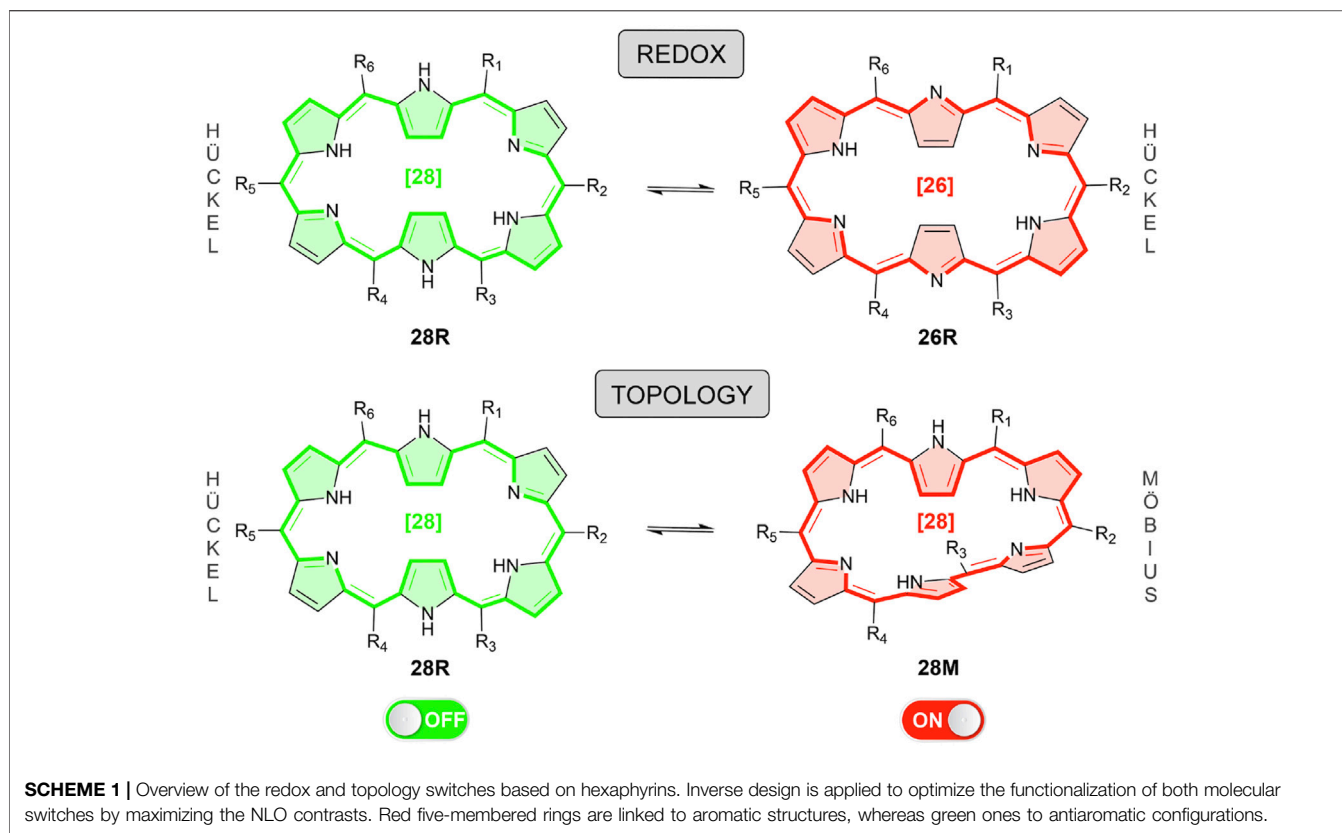 REDOX
HÜCKEL
R6
H
N
R1
NH
N
[28]
R5
R2
N
HN
N
H
R4
R3
28R
R6
N
R1
NH
N
[26]
R5
R2
N
HN
N
R4
R3
26R
HÜCKEL
TOPOLOGY
HÜCKEL
R6
H
N
R1
NH
N
[28]
R5
R2
N
HN
N
H
R4
R3
28R
R6
H
N
R1
NH
HN
[28]
R5
R3
R2
N
HN
N
R4
28M
MÖBIUS
OFF
ON
SCHEME 1 | Overview of the redox and topology switches based on hexaphyrins. Inverse design is applied to optimize the functionalization of both molecular
switches by maximizing the NLO contrasts. Red five-membered rings are linked to aromatic structures, whereas green ones to antiaromatic configurations.